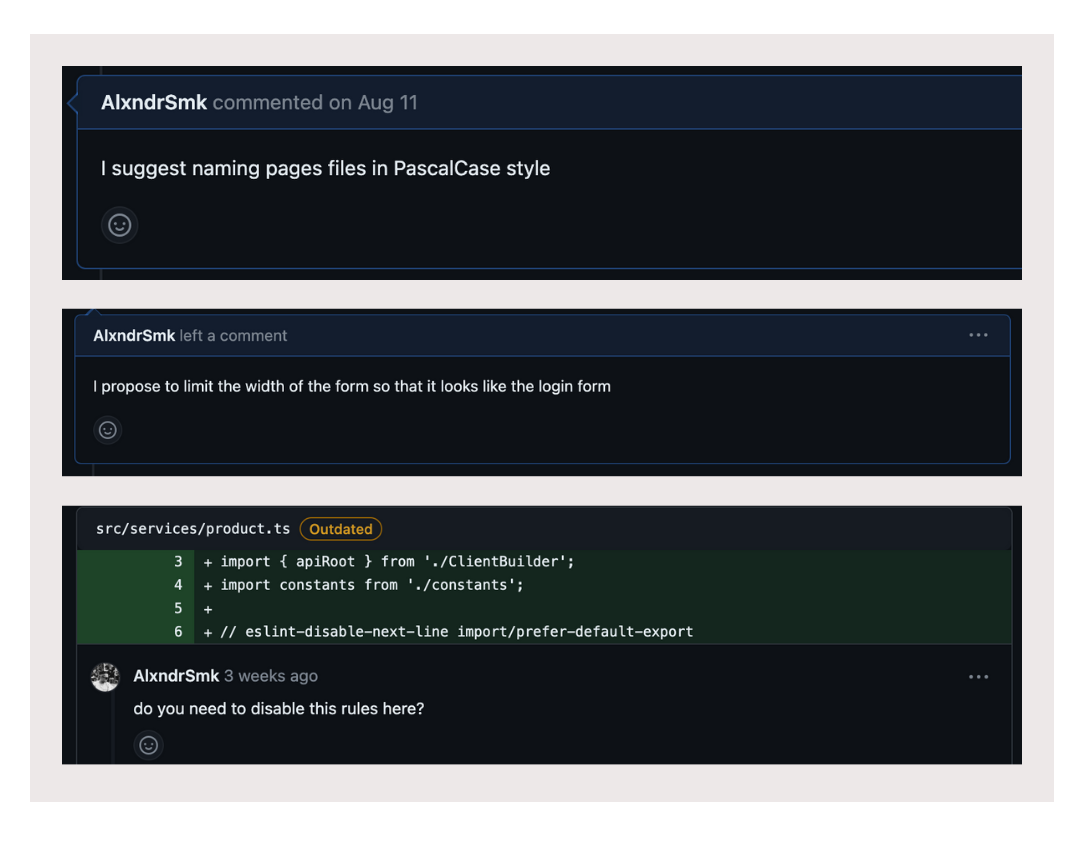 AlxndrSmk commented on Aug 11
I suggest naming pages files in PascalCase style
AlxndrSmk left a comment
I propose to limit the width of the form so that it looks like the login form
src/services/product.ts Outdated
3 + import { apiRoot } from './ClientBuilder';
4 + import constants from './constants';
5 +
6 + // eslint-disable-next-line import/prefer-default-export
AlxndrSmk 3 weeks ago
do you need to disable this rules here?